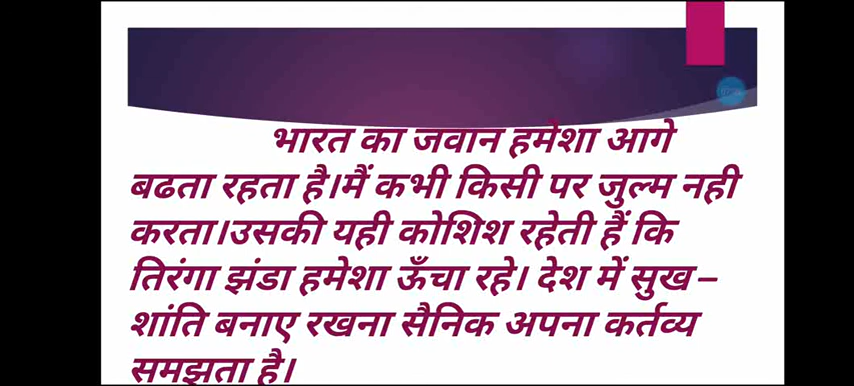 भारत का जवान हमेशा आगे
बढता रहता है।मैं कभी किसी पर जुल्म नही
करता।उसकी यही कोशिश रहेती हैं कि
तिरंगा झंडा हमेशा ऊँचा रहे। देश में सुख–
शांति बनाए रखना सैनिक अपना कर्तव्य
समझता है।